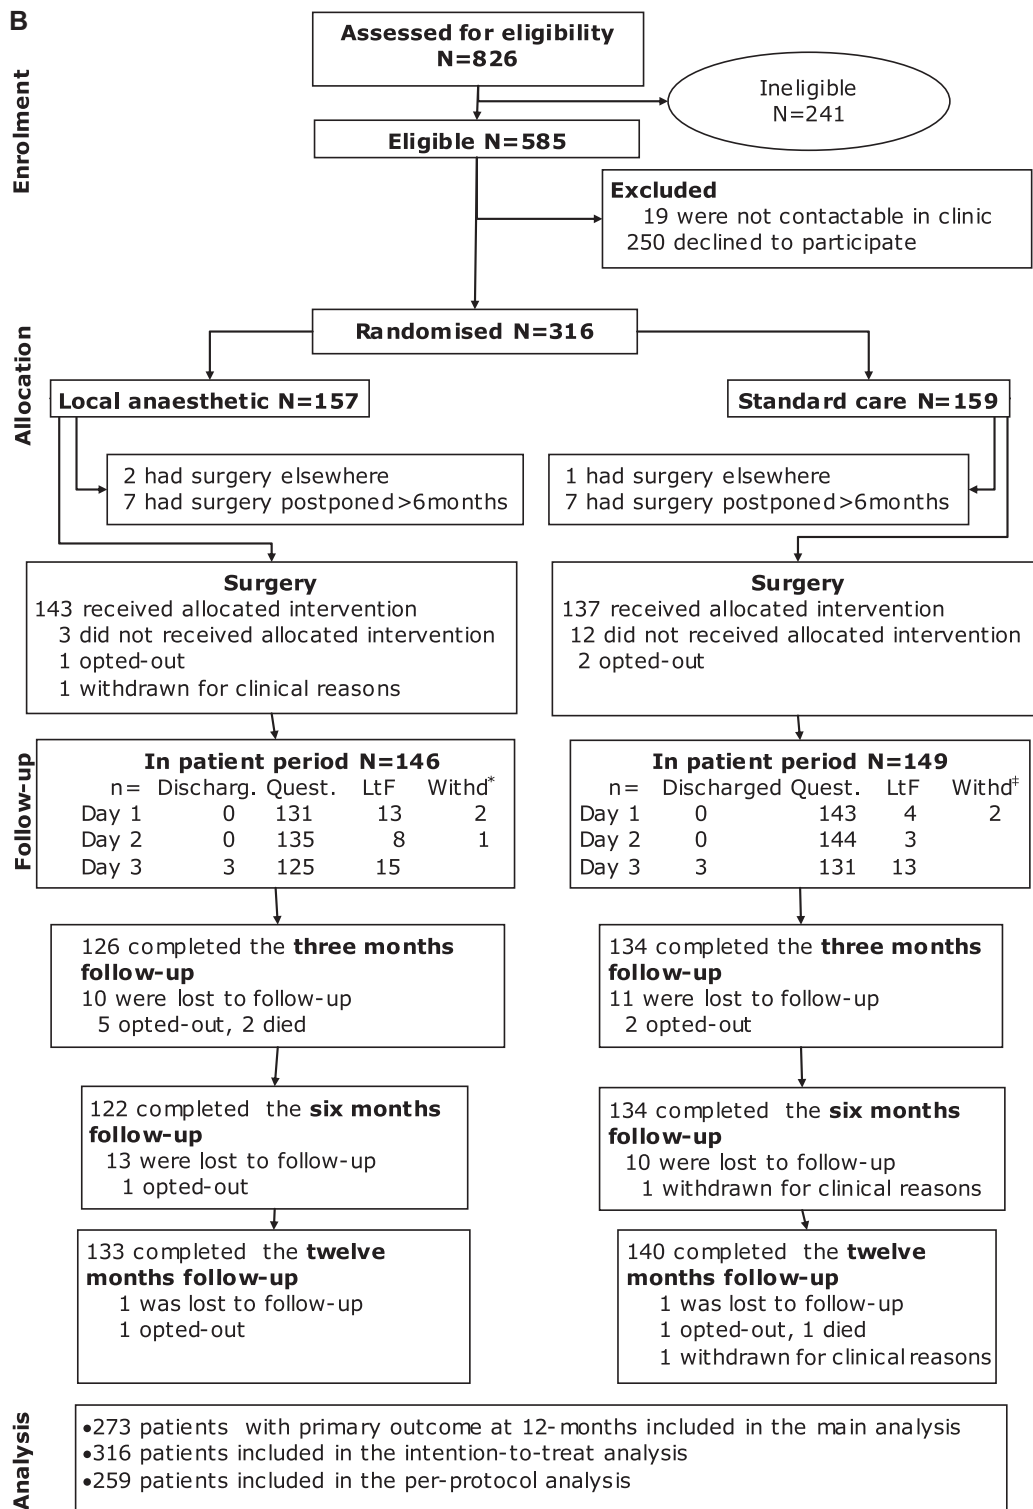 B
Enrolment
Assessed for eligibility
N=826
Ineligible
N=241
Eligible N=585
Excluded
19 were not contactable in clinic
250 declined to participate
Allocation
Randomised N=316
Local anaesthetic N=157
Standard care N=159
2 had surgery elsewhere
7 had surgery postponed>6months
1 had surgery elsewhere
7 had surgery postponed>6months
Surgery
143 received allocated intervention
3 did not received allocated intervention
1 opted-out
1 withdrawn for clinical reasons
Surgery
137 received allocated intervention
12 did not received allocated intervention
2 opted-out
Follow-up
In patient period N=146
n= Discharg. Quest. LtF Withd*
Day 1 0 131 13 2
Day 2 0 135 8 1
Day 3 3 125 15
In patient period N=149
n= Discharged Quest. LtF Withd‡
Day 1 0 143 4 2
Day 2 0 144 3
Day 3 3 131 13
126 completed the three months
follow-up
10 were lost to follow-up
5 opted-out, 2 died
134 completed the three months
follow-up
11 were lost to follow-up
2 opted-out
122 completed the six months
follow-up
13 were lost to follow-up
1 opted-out
134 completed the six months
follow-up
10 were lost to follow-up
1 withdrawn for clinical reasons
133 completed the twelve
months follow-up
1 was lost to follow-up
1 opted-out
140 completed the twelve
months follow-up
1 was lost to follow-up
1 opted-out, 1 died
1 withdrawn for clinical reasons
Analysis
•273 patients with primary outcome at 12-months included in the main analysis
•316 patients included in the intention-to-treat analysis
•259 patients included in the per-protocol analysis